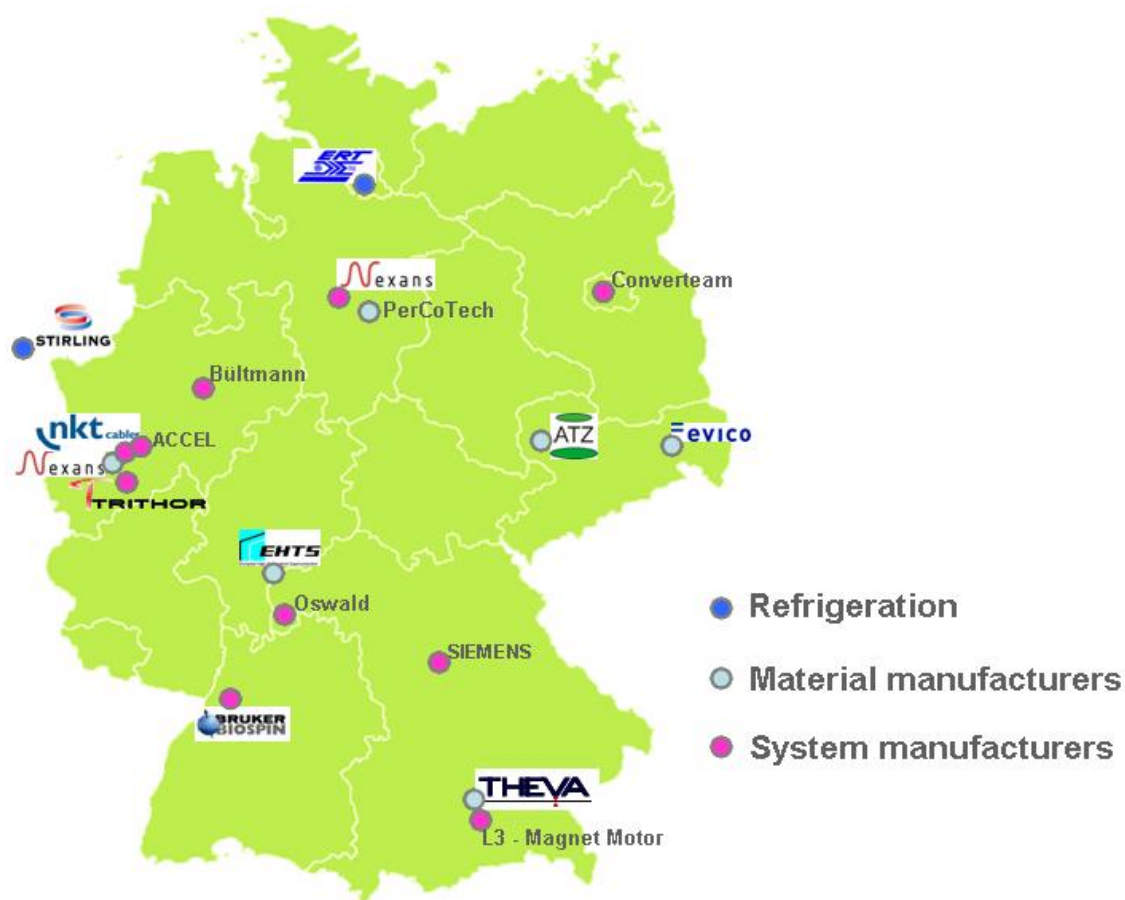 ERT
Nexans
Converteam
PerCoTech
STIRLING
Bültmann
nkt cables
ACCEL
Nexans
TRITHOR
ATZ
evico
EHTS
Oswald
SIEMENS
BRUKER
BIOSPIN
THEVA
L3 - Magnet Motor
Refrigeration
Material manufacturers
System manufacturers